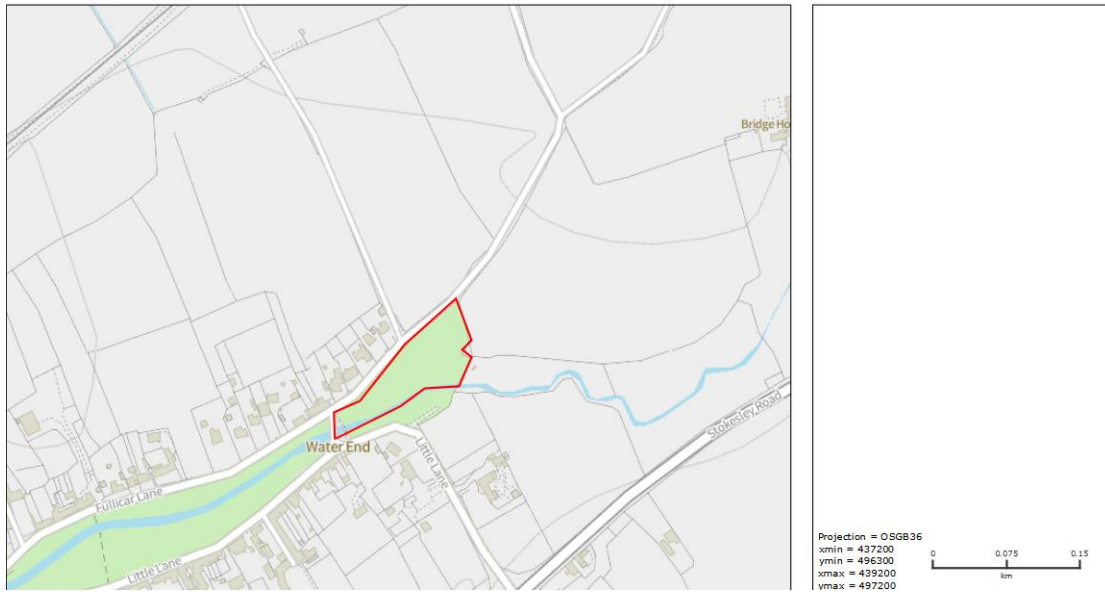 Bridge Ho
Stokesley Road
Water End
Little Lane
Fullicar Lane
Little Lane
Projection = OSGB36
xmin = 437200
ymin = 496300
xmax = 439200
ymax = 497200
0 0.075 0.15
km